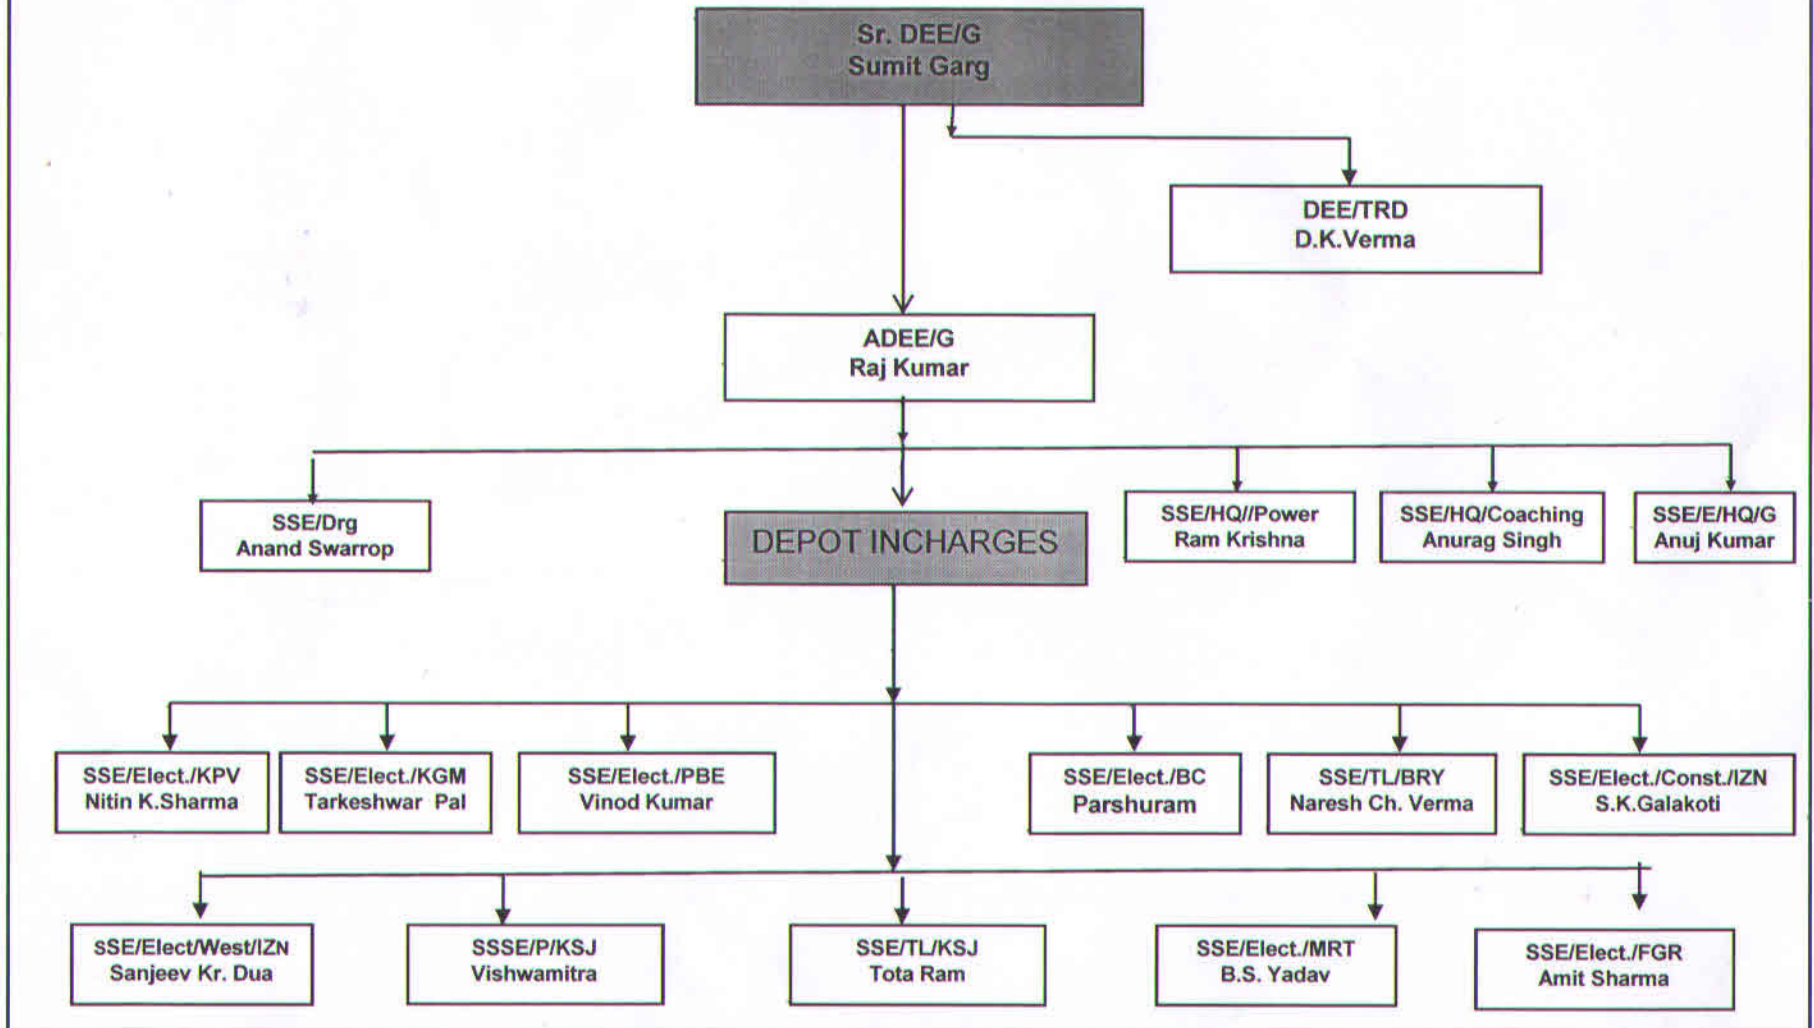 Sr. DEE/G
Sumit Garg
DEE/TRD
D.K.Verma
ADEE/G
Raj Kumar
SSE/Drg
Anand Swarrop
DEPOT INCHARGES
SSE/HQ//Power
Ram Krishna
SSE/HQ/Coaching
Anurag Singh
SSE/E/HQ/G
Anuj Kumar
SSE/Elect./KPV
Nitin K.Sharma
SSE/Elect./KGM
Tarkeshwar Pal
SSE/Elect./PBE
Vinod Kumar
SSE/Elect./BC
Parshuram
SSE/TL/BRY
Naresh Ch. Verma
SSE/Elect./Const./IZN
S.K.Galakoti
SSE/Elect/West/IZN
Sanjeev Kr. Dua
SSSE/P/KSJ
Vishwamitra
SSE/TL/KSJ
Tota Ram
SSE/Elect./MRT
B.S. Yadav
SSE/Elect./FGR
Amit Sharma